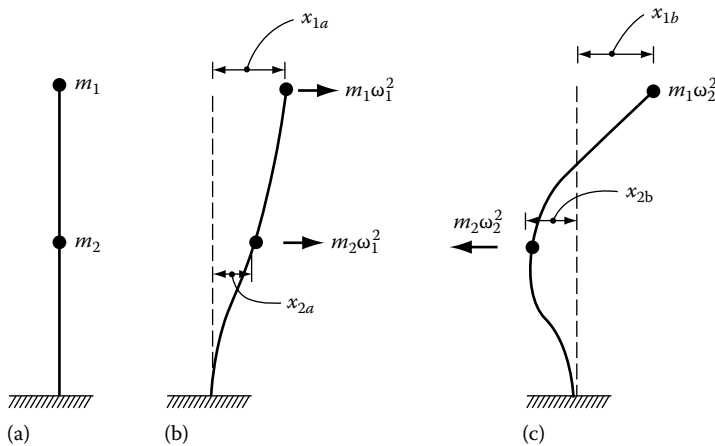 x₁ₐ
x₁b
m₁
m₁ω₁²
m₁ω₂²
x₂b
m₂ω₂²
m₂
m₂ω₁²
x₂ₐ
(a)
(b)
(c)